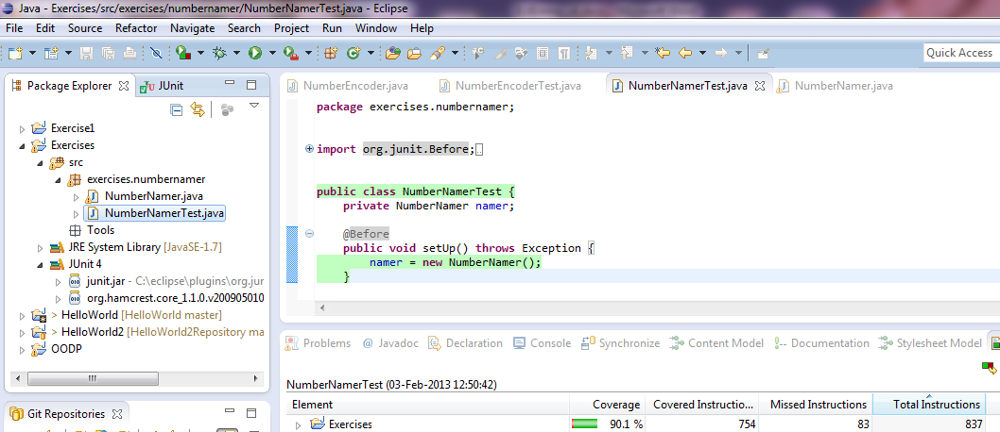 Java - Exercises/src/exercises/numbernamer/NumberNamerTest.java - Eclipse
File Edit Source Refactor Navigate Search Project Run Window Help
Quick Access
Package Explorer JUnit
NumberEncoder.java NumberEncoderTest.java NumberNamerTest.java NumberNamer.java
Exercise1
Exercises
src
exercises.numbernamer
NumberNamer.java
NumberNamerTest.java
Tools
JRE System Library [JavaSE-1.7]
JUnit 4
junit.jar - C:\eclipse\plugins\org.jur
org.hamcrest.core_1.1.0.v200905010
> HelloWorld [HelloWorld master]
> HelloWorld2 [HelloWorld2Repository ma
OODP
package exercises.numbernamer;
import org.junit.Before;
public class NumberNamerTest {
private NumberNamer namer;
@Before
public void setUp() throws Exception {
namer = new NumberNamer();
}
Git Repositories
Problems @ Javadoc Declaration Console Synchronize Content Model Documentation Stylesheet Model
NumberNamerTest (03-Feb-2013 12:50:42)
Element Coverage Covered Instructio... Missed Instructions Total Instructions
Exercises 90.1 % 754 83 837